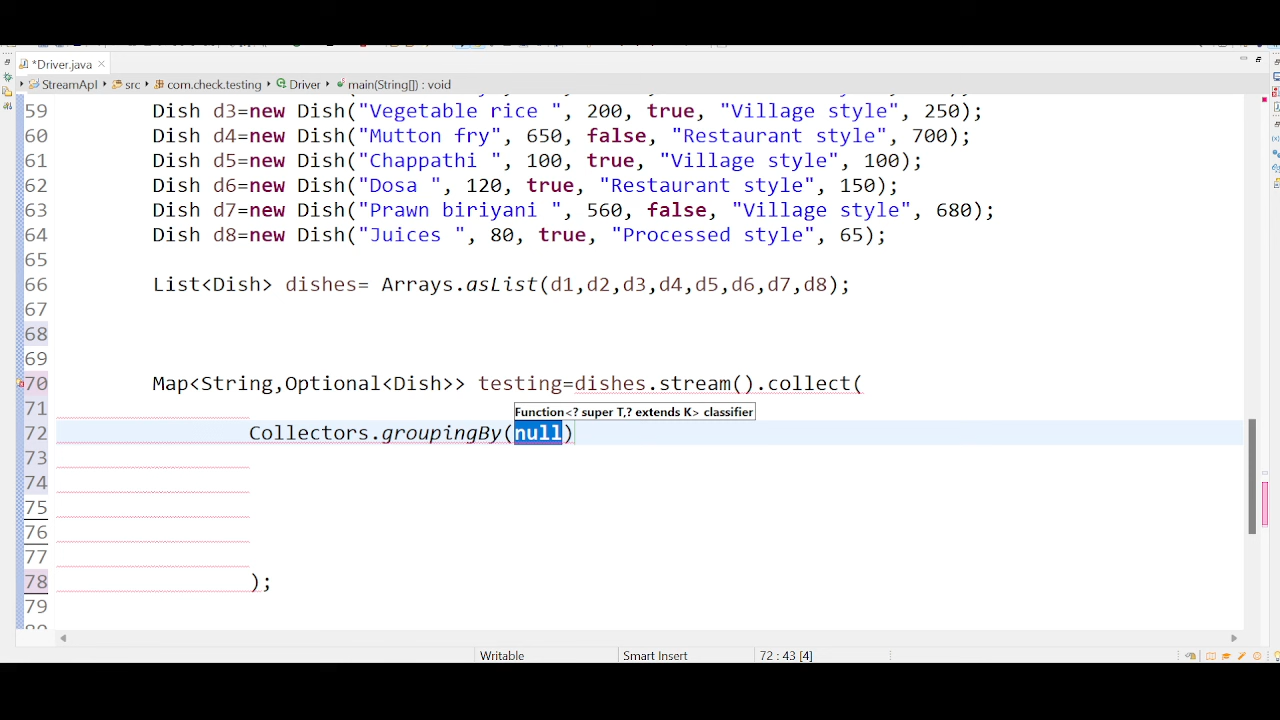 *Driver.java
StreamApI src com.check.testing Driver main(String[]) : void
59 Dish d3=new Dish("Vegetable rice ", 200, true, "Village style", 250);
60 Dish d4=new Dish("Mutton fry", 650, false, "Restaurant style", 700);
61 Dish d5=new Dish("Chappathi ", 100, true, "Village style", 100);
62 Dish d6=new Dish("Dosa ", 120, true, "Restaurant style", 150);
63 Dish d7=new Dish("Prawn biriyani ", 560, false, "Village style", 680);
64 Dish d8=new Dish("Juices ", 80, true, "Processed style", 65);
65
66 List<Dish> dishes= Arrays.asList(d1,d2,d3,d4,d5,d6,d7,d8);
67
68
69
70 Map<String,Optional<Dish>> testing=dishes.stream().collect(
71
Function<? super T,? extends K> classifier
72 Collectors.groupingBy(null)
73
74
75
76
77
78 );
79
Writable Smart Insert 72 : 43 [4]